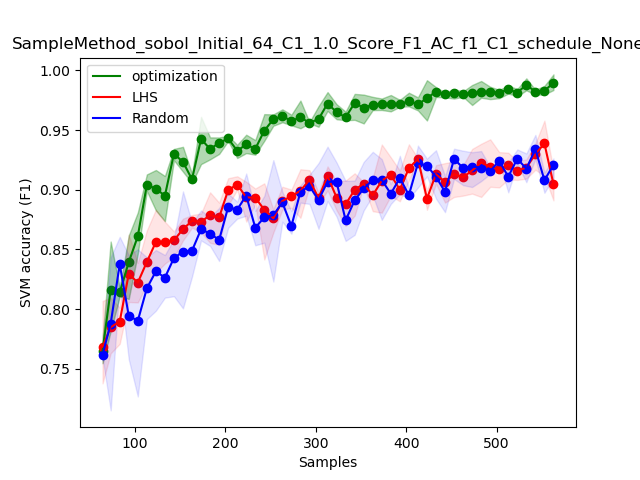 SampleMethod_sobol_Initial_64_C1_1.0_Score_F1_AC_f1_C1_schedule_None
optimization
LHS
Random
1.00
0.95
0.90
0.85
0.80
0.75
SVM accuracy (F1)
100
200
300
400
500
Samples